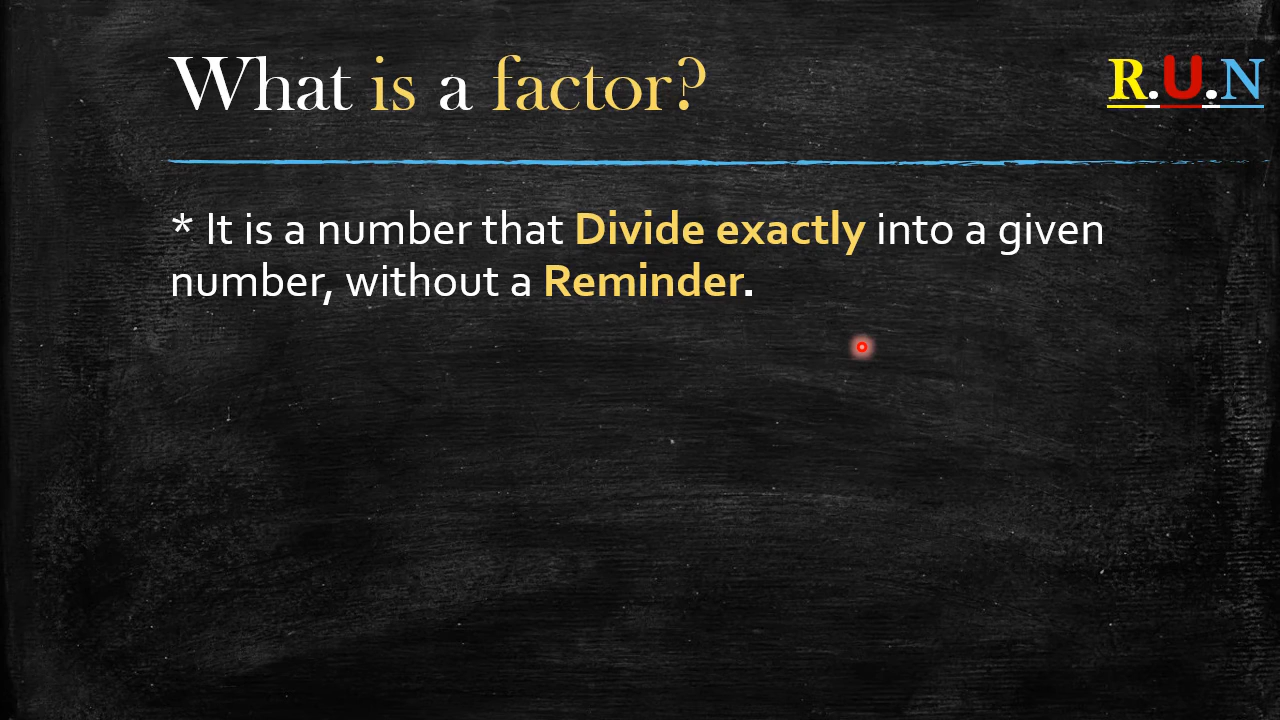 What is a factor?
R.U.N
* It is a number that Divide exactly into a given
number, without a Reminder.